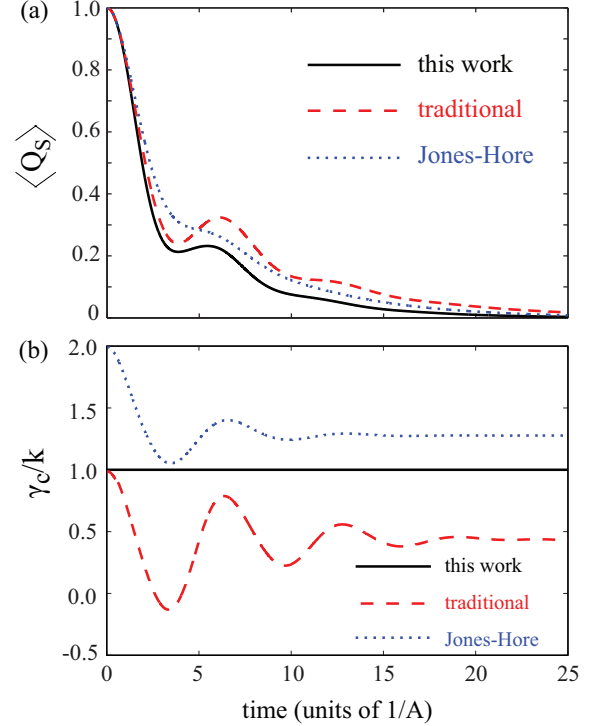 (a)
1.0
0.8
0.6
0.4
0.2
0
⟨Q_S⟩
this work
traditional
Jones-Hore
(b)
2.0
1.5
1.0
0.5
0.0
-0.5
γ_c/k
this work
traditional
Jones-Hore
0 5 10 15 20 25
time (units of 1/A)